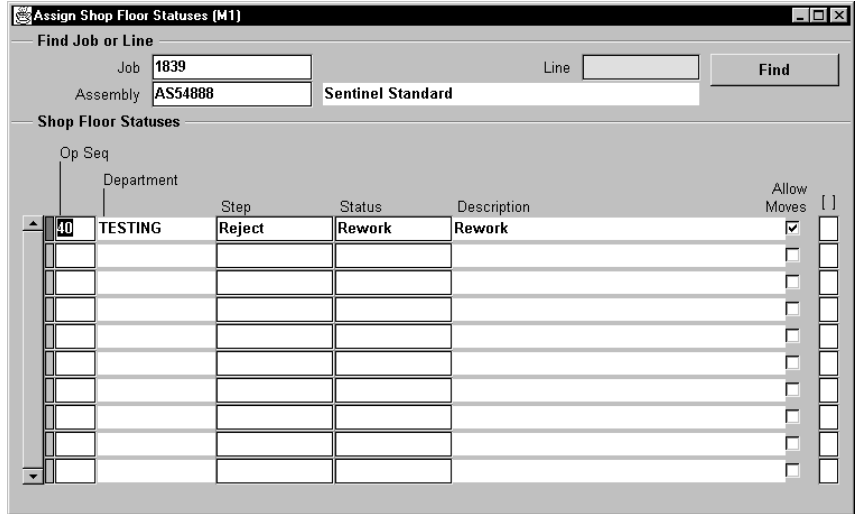 Assign Shop Floor Statuses (M1)
Find Job or Line
Job 1839 Line Find
Assembly AS54888 Sentinel Standard
Shop Floor Statuses
Op Seq
Department
Step Status Description Allow Moves [ ]
40 TESTING Reject Rework Rework